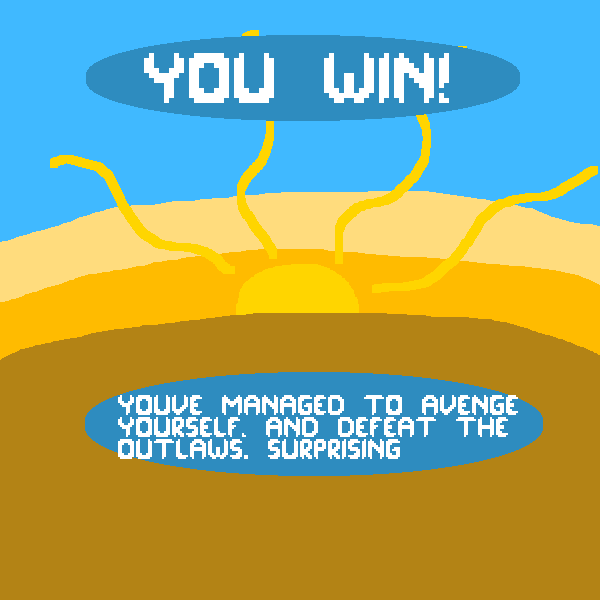 YOU WIN!
YOUVE MANAGED TO AVENGE
YOURSELF. AND DEFEAT THE
OUTLAWS. SURPRISING